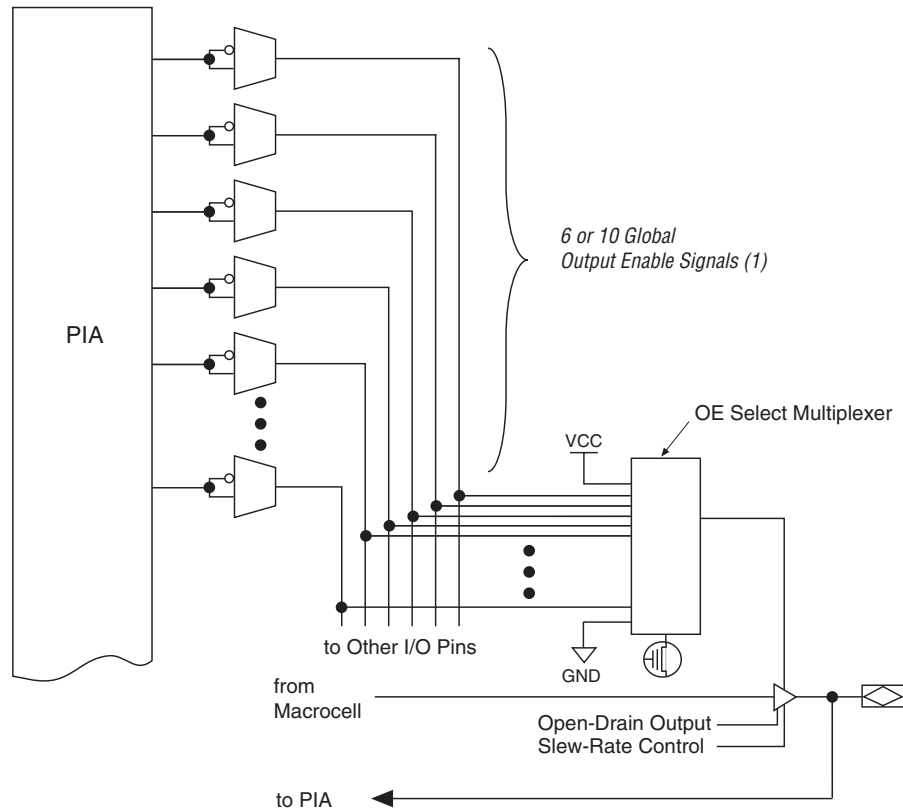 PIA
6 or 10 Global
Output Enable Signals (1)
OE Select Multiplexer
VCC
to Other I/O Pins
GND
from
Macrocell
Open-Drain Output
Slew-Rate Control
to PIA